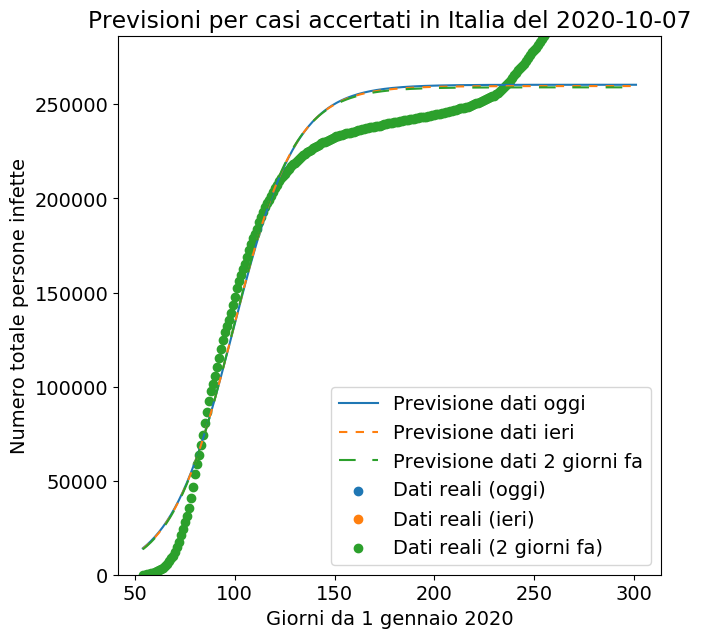 Previsioni per casi accertati in Italia del 2020-10-07
Numero totale persone infette
250000
200000
150000
100000
50000
0
50
100
150
200
250
300
Giorni da 1 gennaio 2020
Previsione dati oggi
Previsione dati ieri
Previsione dati 2 giorni fa
Dati reali (oggi)
Dati reali (ieri)
Dati reali (2 giorni fa)